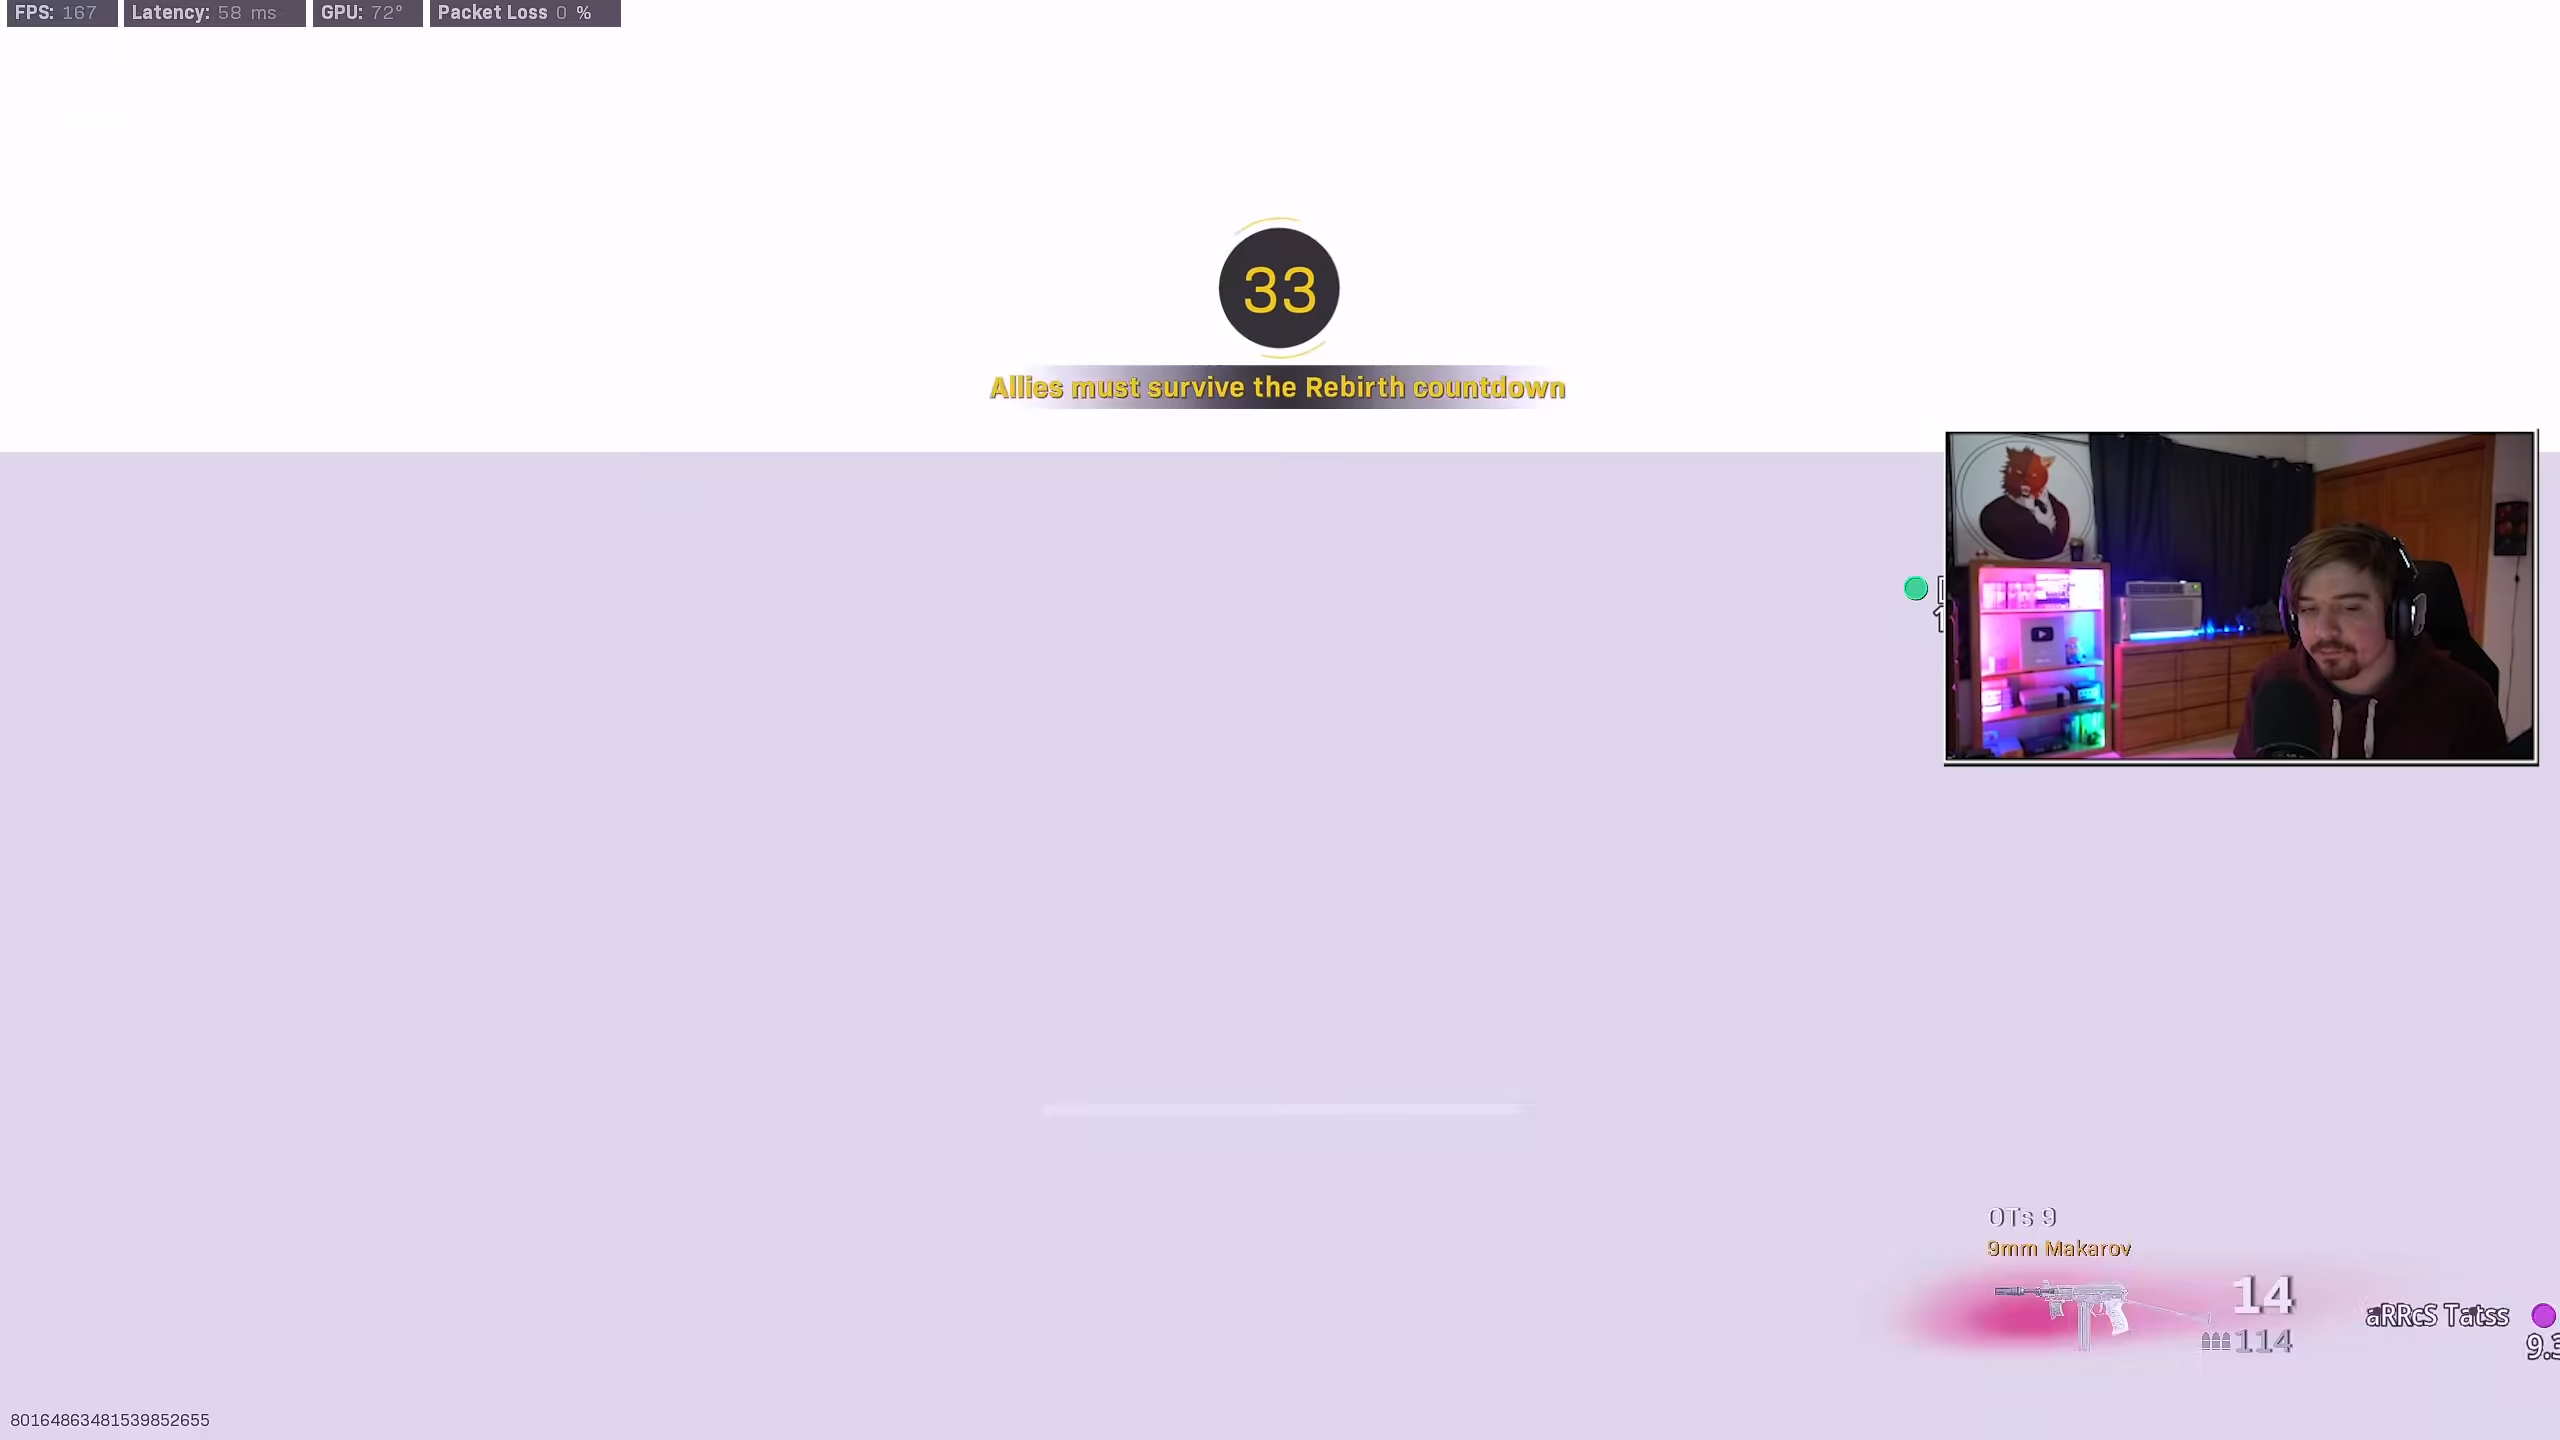 FPS: 167 Latency: 58 ms GPU: 72° Packet Loss 0 %
33
Allies must survive the Rebirth countdown
OTs 9
9mm Makarov
14
114
aRRcS Tatss
80164863481539852655